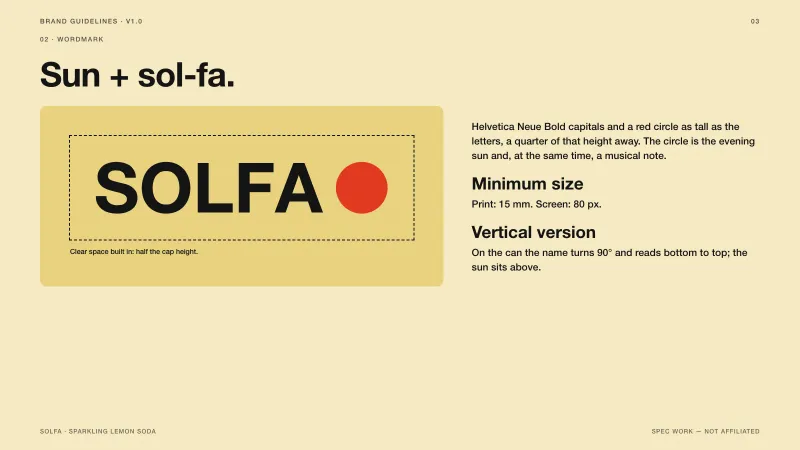 BRAND GUIDELINES · V1.0
03
02 · WORDMARK
Sun + sol-fa.
SOLFA
Clear space built in: half the cap height.
Helvetica Neue Bold capitals and a red circle as tall as the
letters, a quarter of that height away. The circle is the evening
sun and, at the same time, a musical note.
Minimum size
Print: 15 mm. Screen: 80 px.
Vertical version
On the can the name turns 90° and reads bottom to top; the
sun sits above.
SOLFA · SPARKLING LEMON SODA
SPEC WORK — NOT AFFILIATED